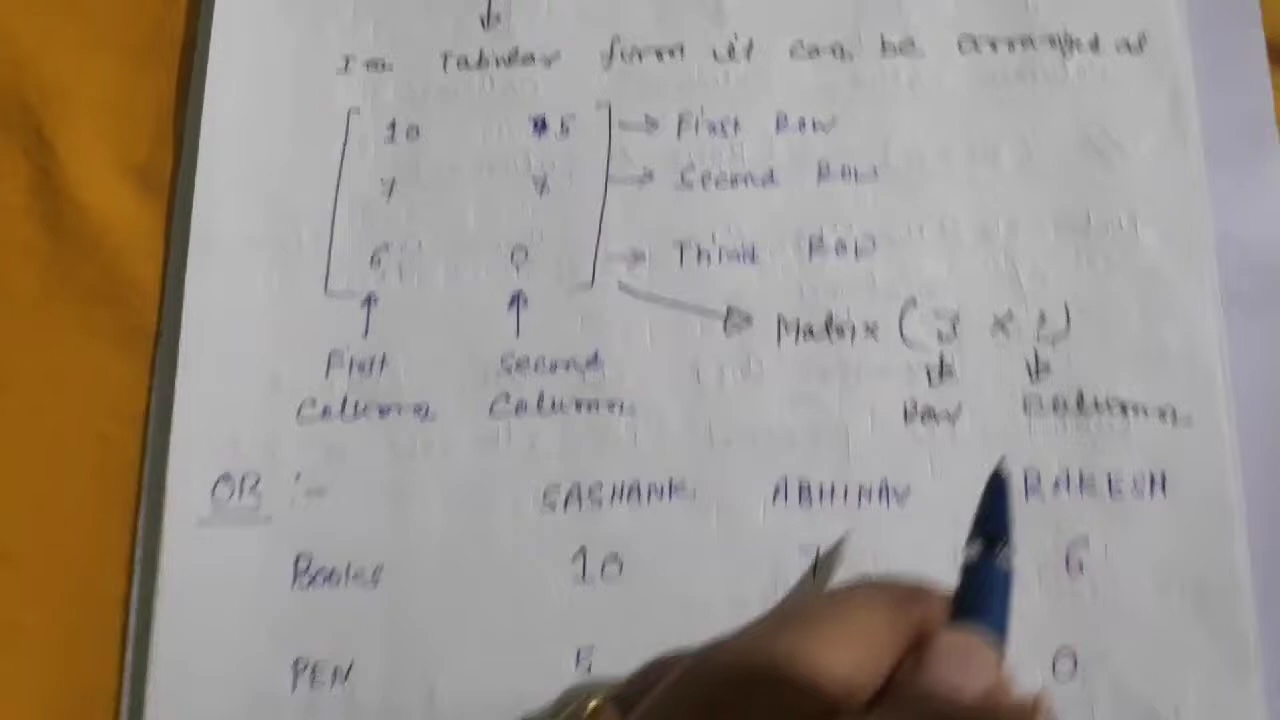 In Tabular form it can be arranged as
10 5 → First Row
7 → Second Row
6 0 → Third Row
Matrix (3 × 2)
First Second Row Column
Column Column
OR :- SASHANK ABHINAV RAKESH
Books 10 7 6
PEN 5 0